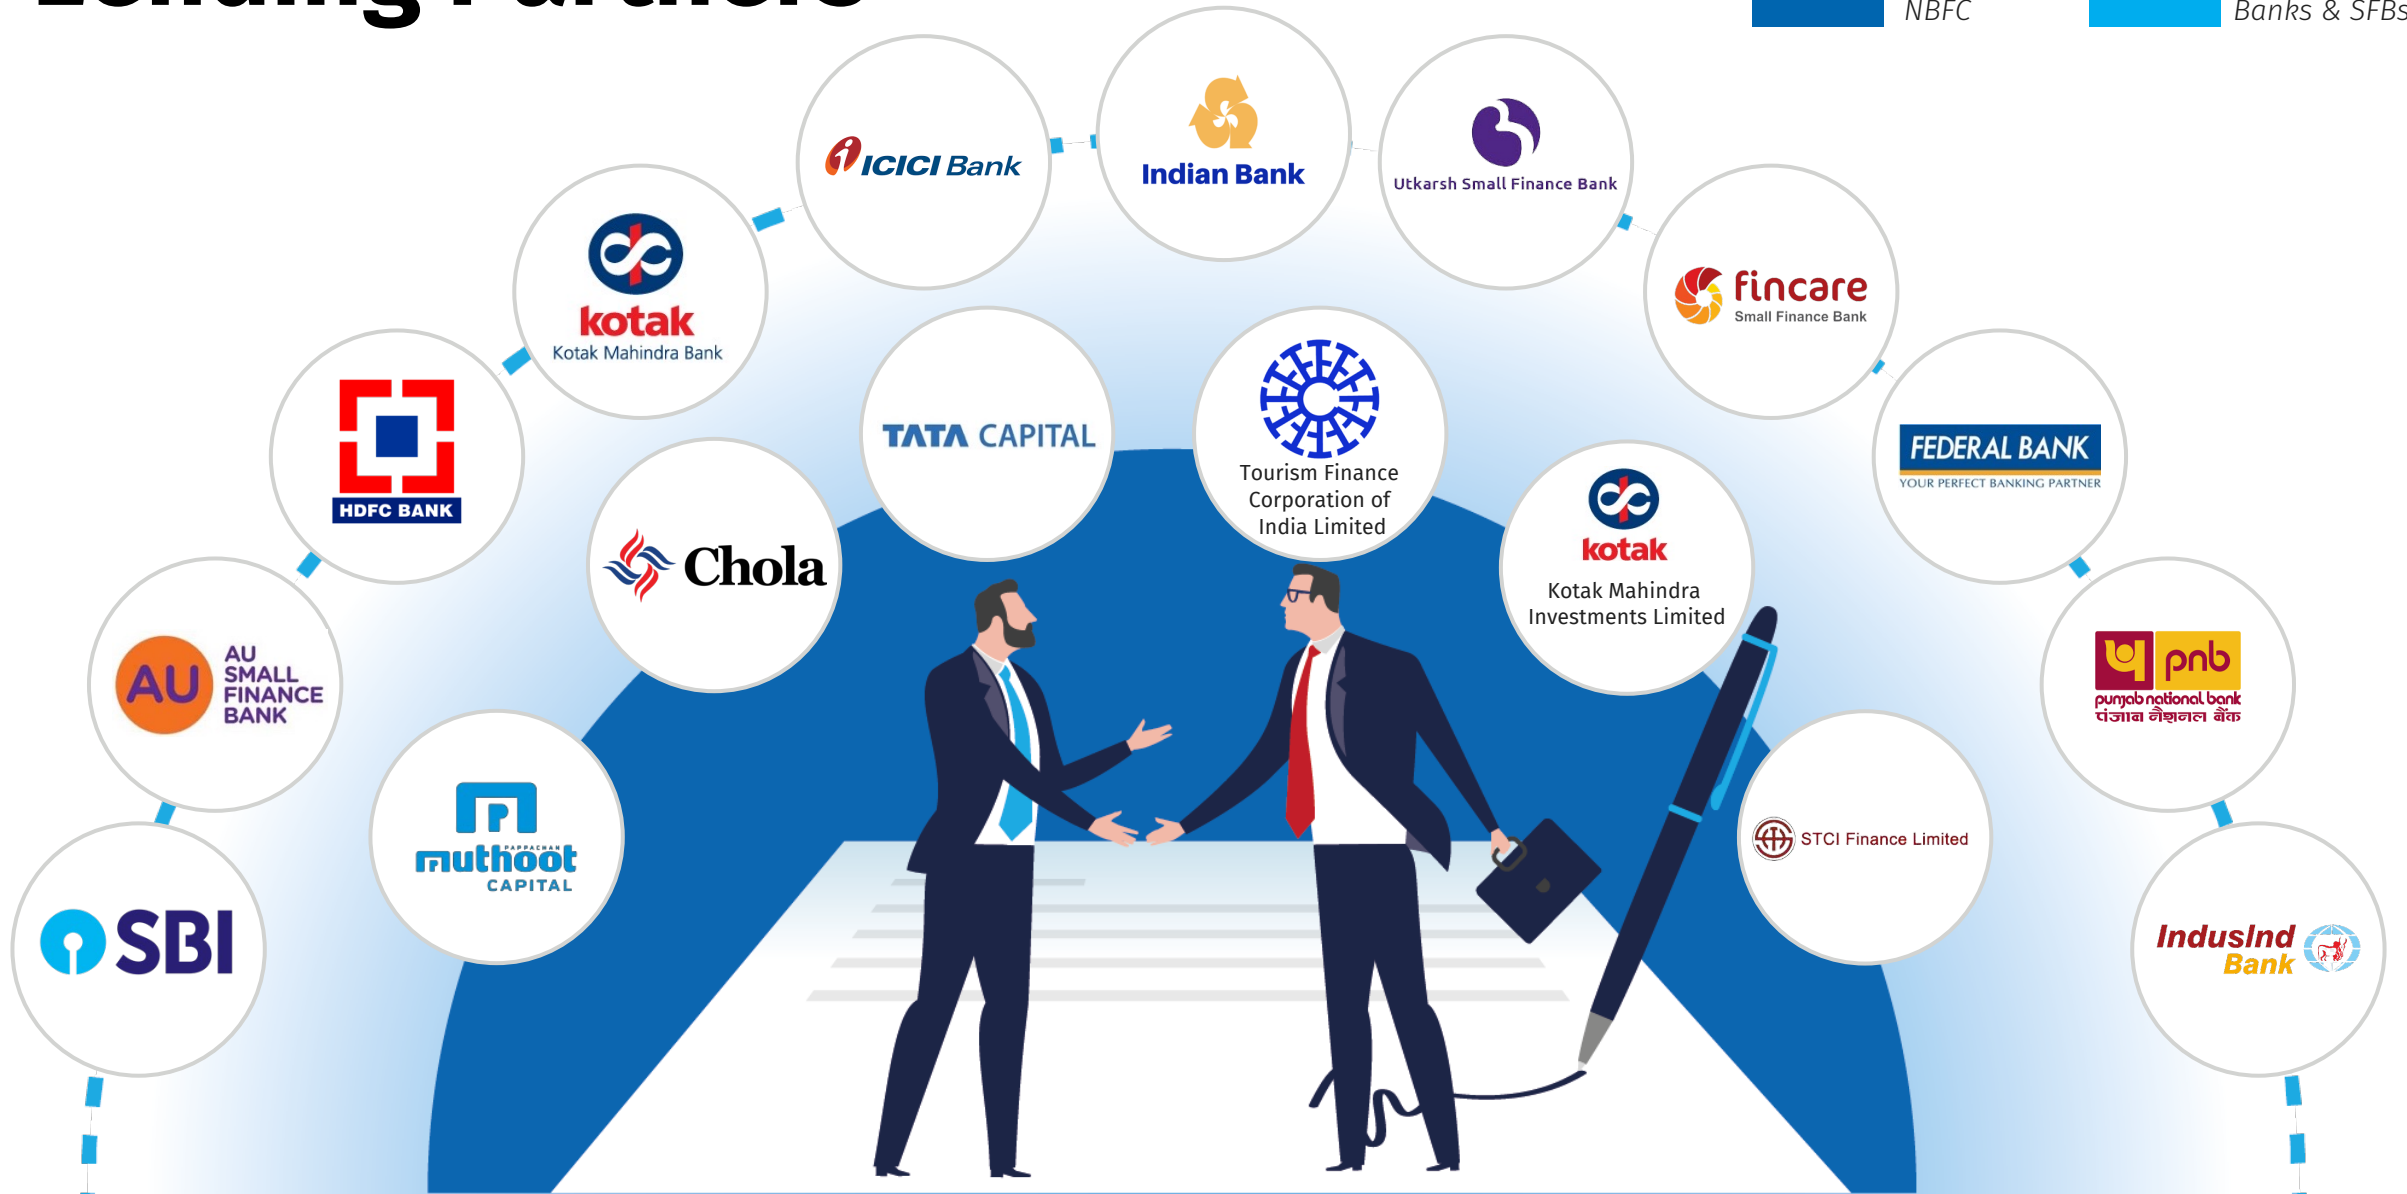 Lending Partners
NBFC
Banks & SFBs
ICICI Bank
Indian Bank
Utkarsh Small Finance Bank
kotak
Kotak Mahindra Bank
fincare
Small Finance Bank
HDFC BANK
TATA CAPITAL
Tourism Finance
Corporation of
India Limited
FEDERAL BANK
YOUR PERFECT BANKING PARTNER
Chola
kotak
Kotak Mahindra
Investments Limited
AU
AU
SMALL
FINANCE
BANK
pnb
punjab national bank
पंजाब नैशनल बैंक
PAPPACHAN
muthoot
CAPITAL
STCI Finance Limited
SBI
IndusInd
Bank